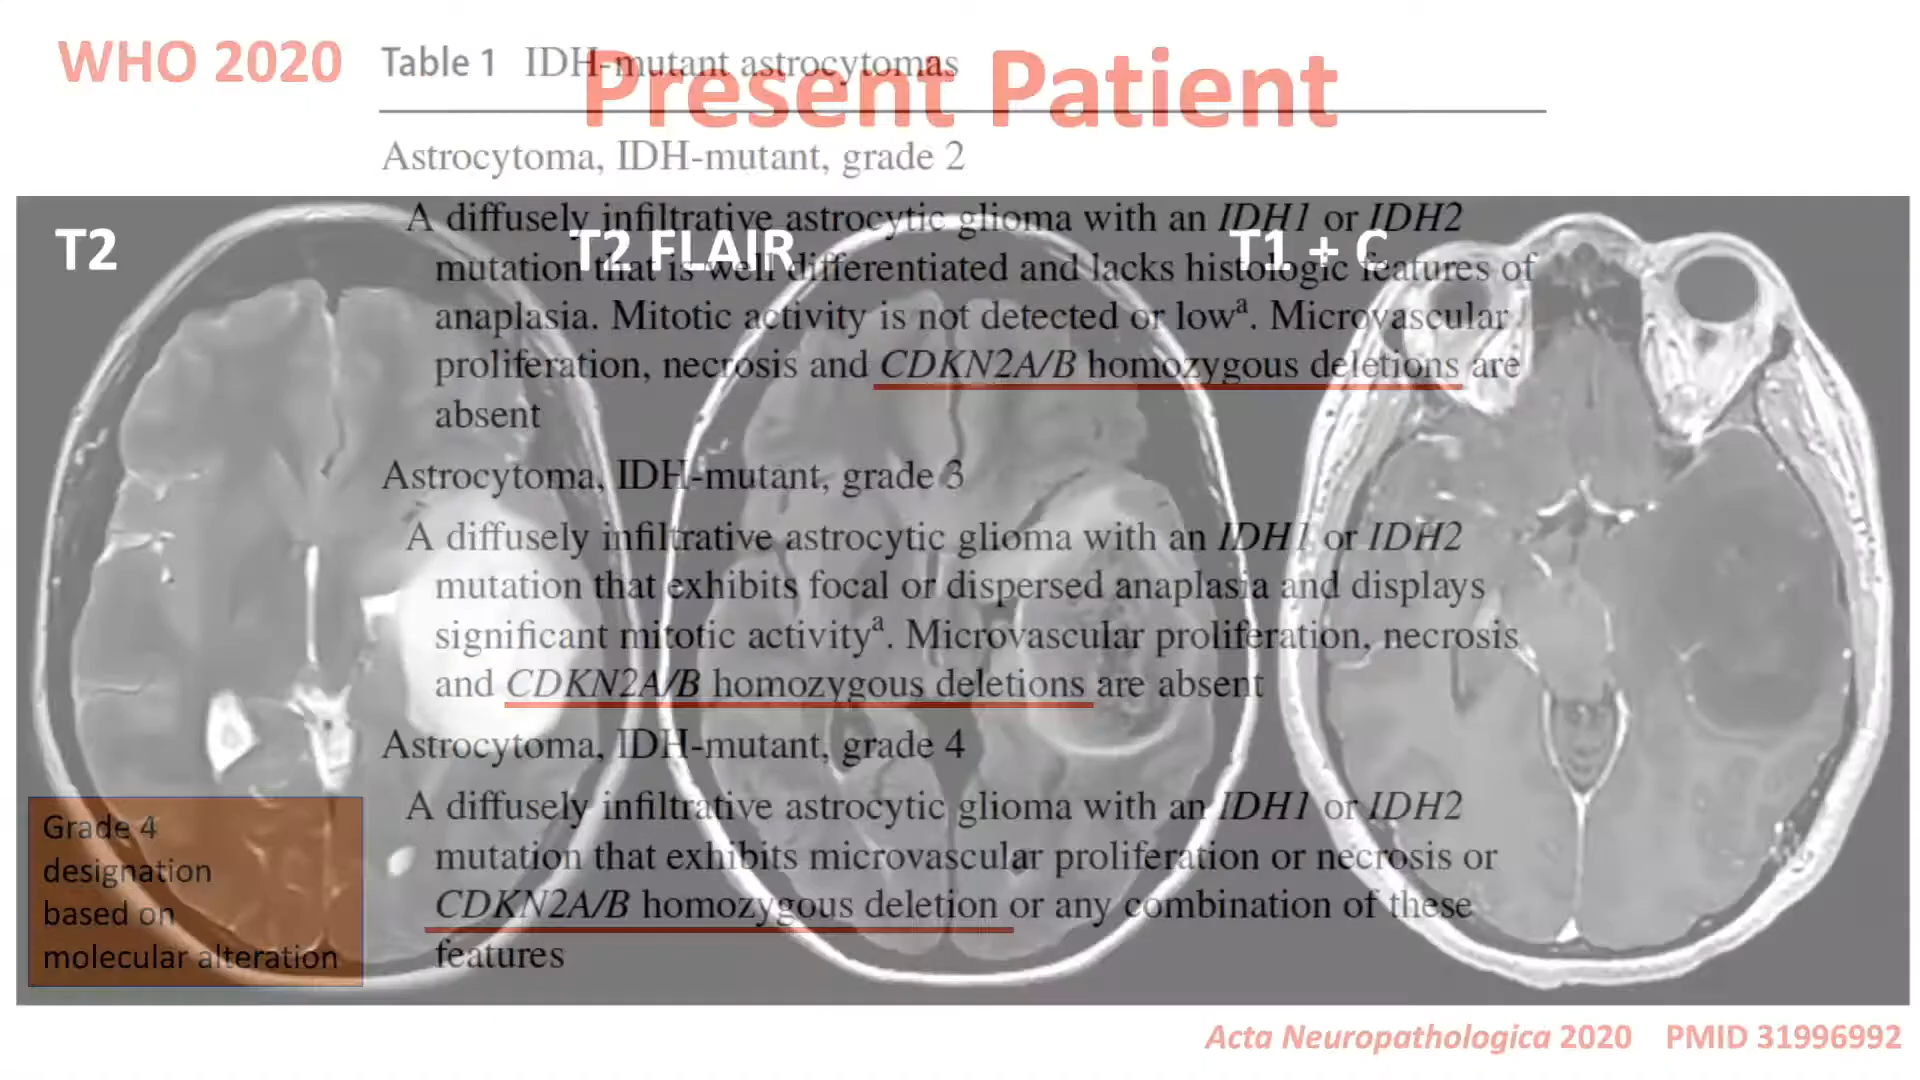 WHO 2020
Present Patient
Table 1 IDH-mutant astrocytomas
Astrocytoma, IDH-mutant, grade 2
T2
T2 FLAIR
T1 + C
A diffusely infiltrative astrocytic glioma with an IDH1 or IDH2
mutation that is well differentiated and lacks histologic features of
anaplasia. Mitotic activity is not detected or lowᵃ. Microvascular
proliferation, necrosis and CDKN2A/B homozygous deletions are
absent
Astrocytoma, IDH-mutant, grade 3
A diffusely infiltrative astrocytic glioma with an IDH1 or IDH2
mutation that exhibits focal or dispersed anaplasia and displays
significant mitotic activityᵃ. Microvascular proliferation, necrosis
and CDKN2A/B homozygous deletions are absent
Astrocytoma, IDH-mutant, grade 4
A diffusely infiltrative astrocytic glioma with an IDH1 or IDH2
mutation that exhibits microvascular proliferation or necrosis or
CDKN2A/B homozygous deletion or any combination of these
features
Grade 4
designation
based on
molecular alteration
Acta Neuropathologica 2020 PMID 31996992